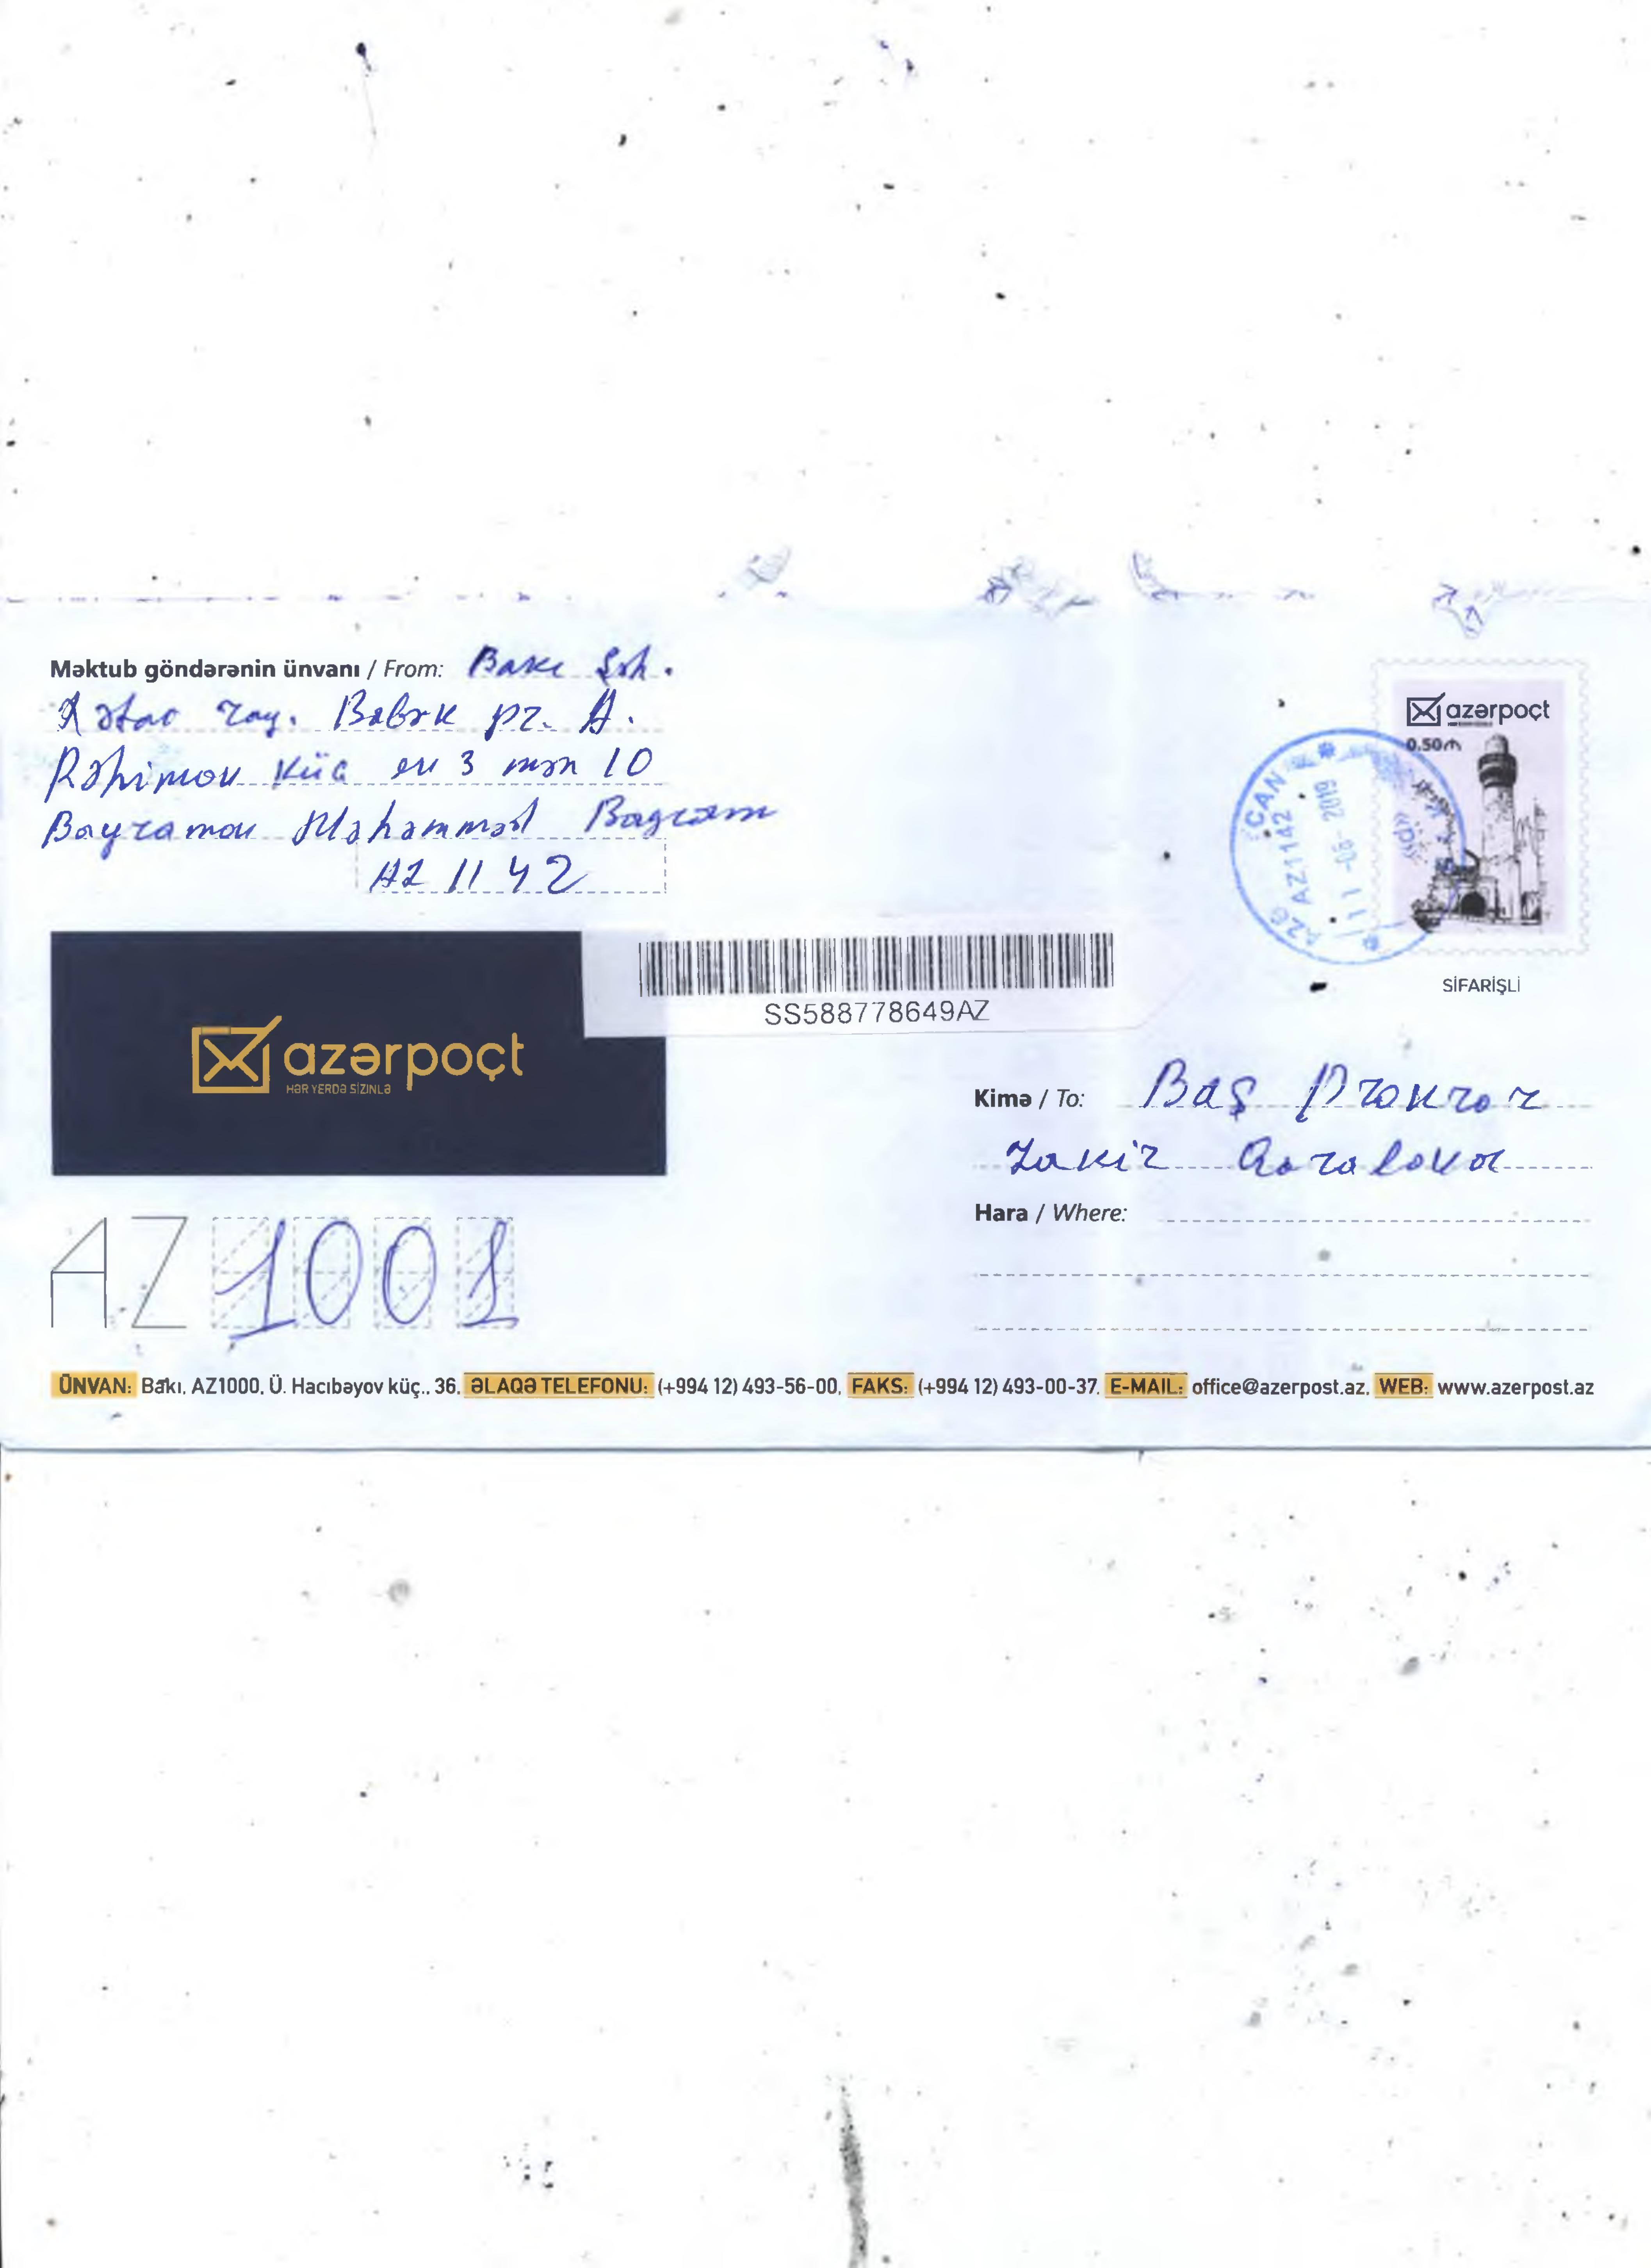 Məktub göndərənin ünvanı / From: Bakı Şəh.
Xətai ray. Babək pr. A.
Rəhimov küç ev 3 mən 10
Bayramov Məhəmməd Bayram
AZ 1142
azərpoçt
0.50
AZ1142
11-06-2019
SİFARİŞLİ
SS588778649AZ
azərpoçt
HƏR YERDƏ SİZİNLƏ
Kimə / To: Baş Prokror
Zakir Qaralova
Hara / Where:
AZ 1001
ÜNVAN: Bakı, AZ1000, Ü. Hacıbəyov küç., 36, ƏLAQƏ TELEFONU: (+994 12) 493-56-00, FAKS: (+994 12) 493-00-37, E-MAIL: office@azerpost.az, WEB: www.azerpost.az